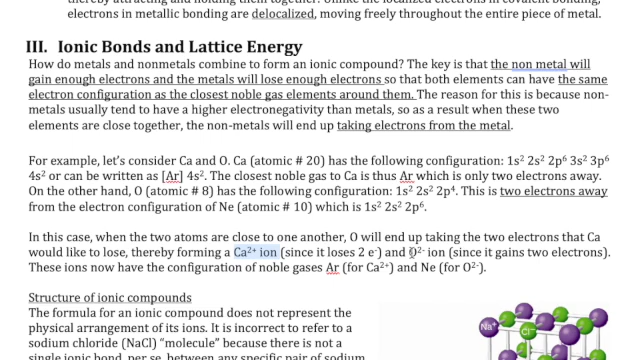 thereby attracting and holding them together. Unlike the localized electrons in covalent bonding,
electrons in metallic bonding are delocalized, moving freely throughout the entire piece of metal.
III. Ionic Bonds and Lattice Energy
How do metals and nonmetals combine to form an ionic compound? The key is that the non metal will
gain enough electrons and the metals will lose enough electrons so that both elements can have the same
electron configuration as the closest noble gas elements around them. The reason for this is because non-
metals usually tend to have a higher electronegativity than metals, so as a result when these two
elements are close together, the non-metals will end up taking electrons from the metal.
For example, let's consider Ca and O. Ca (atomic # 20) has the following configuration: 1s² 2s² 2p⁶ 3s² 3p⁶
4s² or can be written as [Ar] 4s². The closest noble gas to Ca is thus Ar which is only two electrons away.
On the other hand, O (atomic # 8) has the following configuration: 1s² 2s² 2p⁴. This is two electrons away
from the electron configuration of Ne (atomic # 10) which is 1s² 2s² 2p⁶.
In this case, when the two atoms are close to one another, O will end up taking the two electrons that Ca
would like to lose, thereby forming a Ca²⁺ ion (since it loses 2 e⁻) and O²⁻ ion (since it gains two electrons).
These ions now have the configuration of noble gases Ar (for Ca²⁺) and Ne (for O²⁻).
Structure of ionic compounds
The formula for an ionic compound does not represent the
physical arrangement of its ions. It is incorrect to refer to a
sodium chloride (NaCl) "molecule" because there is not a
single ionic bond, per se, between any specific pair of sodium
Na⁺
Cl⁻